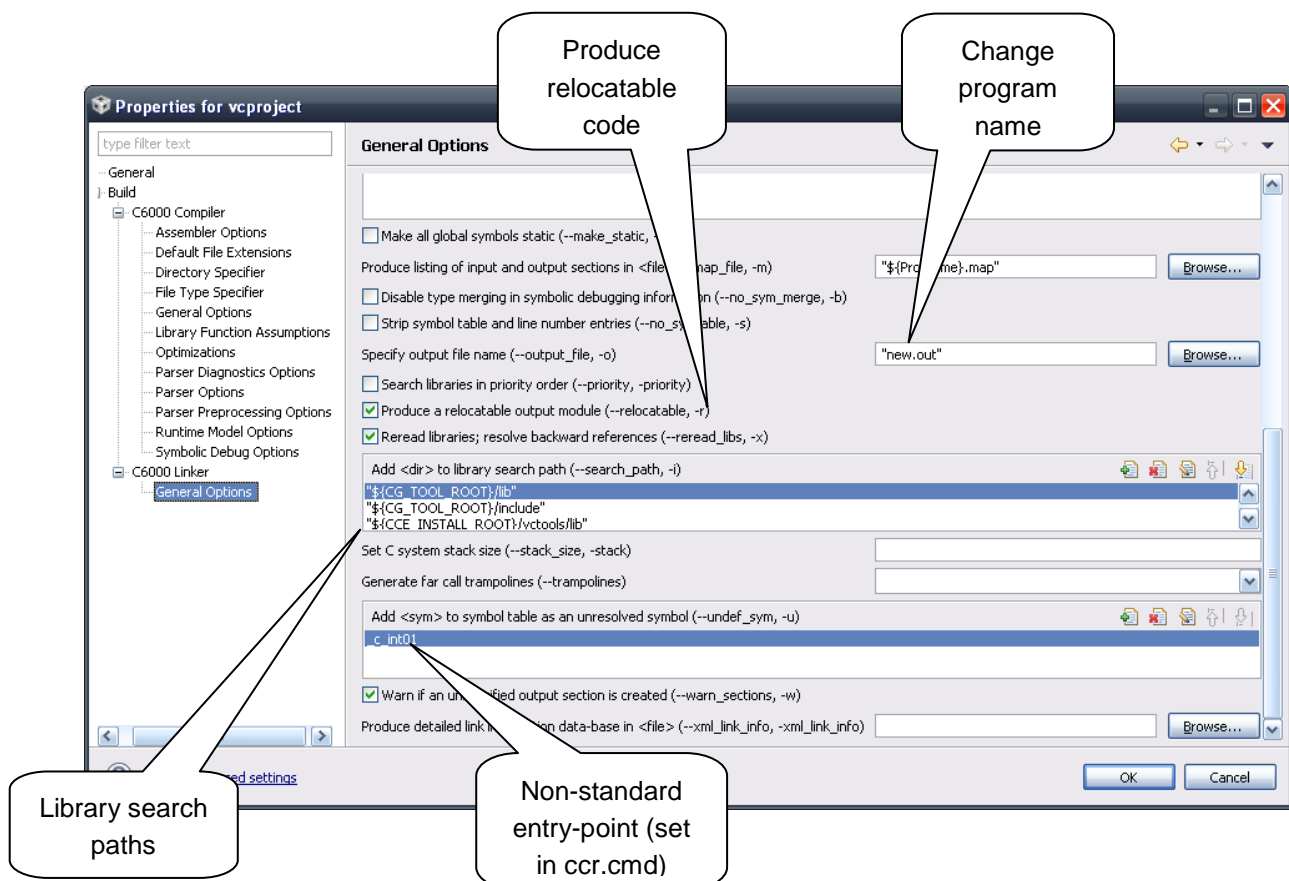 Produce
relocatable
code
Change
program
name
Properties for vcproject
type filter text
General Options
General
Build
C6000 Compiler
Assembler Options
Default File Extensions
Directory Specifier
File Type Specifier
General Options
Library Function Assumptions
Optimizations
Parser Diagnostics Options
Parser Options
Parser Preprocessing Options
Runtime Model Options
Symbolic Debug Options
C6000 Linker
General Options
Make all global symbols static (--make_static, -
Produce listing of input and output sections in <file map_file, -m) "${Pro me}.map" Browse...
Disable type merging in symbolic debugging information (--no_sym_merge, -b)
Strip symbol table and line number entries (--no_sy able, -s)
Specify output file name (--output_file, -o) "new.out" Browse...
Search libraries in priority order (--priority, -priority)
Produce a relocatable output module (--relocatable, -r)
Reread libraries; resolve backward references (--reread_libs, -x)
Add <dir> to library search path (--search_path, -i)
"${CG_TOOL_ROOT}/lib"
"${CG_TOOL_ROOT}/include"
"${CCE_INSTALL_ROOT}/vctools/lib"
Set C system stack size (--stack_size, -stack)
Generate far call trampolines (--trampolines)
Add <sym> to symbol table as an unresolved symbol (--undef_sym, -u)
_c_int01
Warn if an un ified output section is created (--warn_sections, -w)
Produce detailed link i ion data-base in <file> (--xml_link_info, -xml_link_info) Browse...
ed settings
OK Cancel
Library search
paths
Non-standard
entry-point (set
in ccr.cmd)